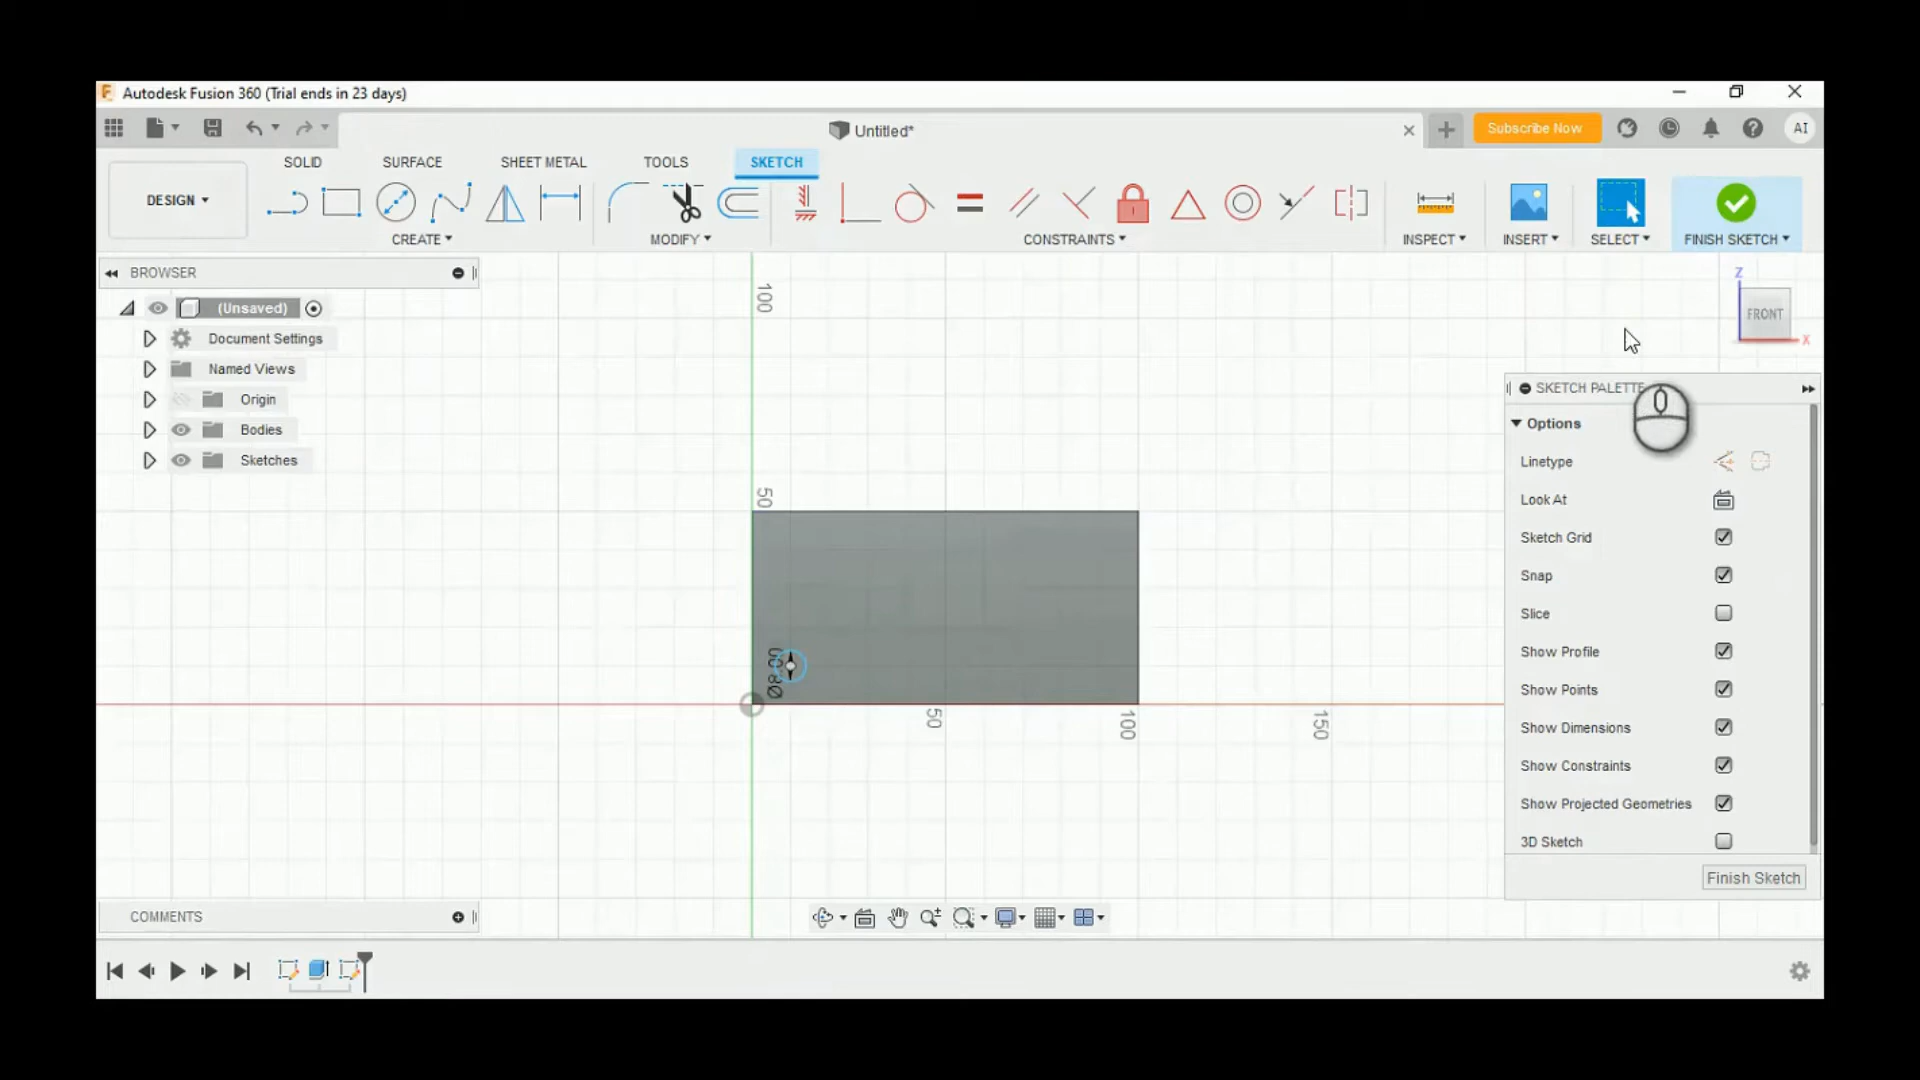 Autodesk Fusion 360 (Trial ends in 23 days)
Untitled*
Subscribe Now
AI
SOLID
SURFACE
SHEET METAL
TOOLS
SKETCH
DESIGN
CREATE
MODIFY
CONSTRAINTS
INSPECT
INSERT
SELECT
FINISH SKETCH
BROWSER
(Unsaved)
Document Settings
Named Views
Origin
Bodies
Sketches
100
50
Ø8.00
50
100
150
Z
FRONT
X
SKETCH PALETTE
Options
Linetype
Look At
Sketch Grid
Snap
Slice
Show Profile
Show Points
Show Dimensions
Show Constraints
Show Projected Geometries
3D Sketch
Finish Sketch
COMMENTS